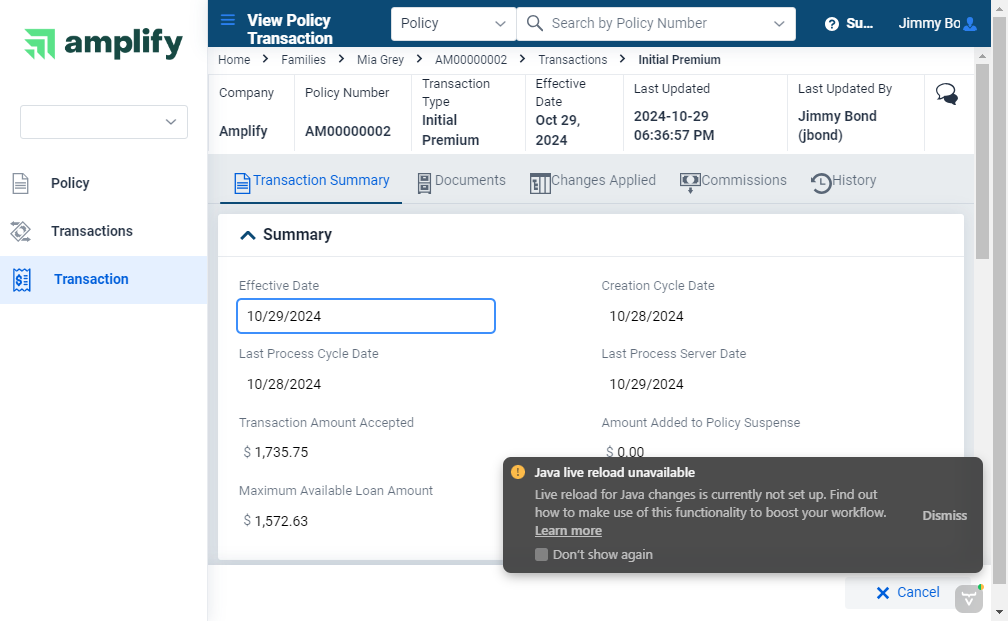 amplify
Policy
Transactions
Transaction
View Policy
Transaction
Policy
Search by Policy Number
Su...
Jimmy Bo
Home
Families
Mia Grey
AM00000002
Transactions
Initial Premium
Company
Amplify
Policy Number
AM00000002
Transaction
Type
Initial
Premium
Effective
Date
Oct 29,
2024
Last Updated
2024-10-29
06:36:57 PM
Last Updated By
Jimmy Bond
(jbond)
Transaction Summary
Documents
Changes Applied
Commissions
History
Summary
Effective Date
10/29/2024
Creation Cycle Date
10/28/2024
Last Process Cycle Date
10/28/2024
Last Process Server Date
10/29/2024
Transaction Amount Accepted
$ 1,735.75
Amount Added to Policy Suspense
$ 0.00
Maximum Available Loan Amount
$ 1,572.63
Java live reload unavailable
Live reload for Java changes is currently not set up. Find out
how to make use of this functionality to boost your workflow.
Learn more
Don't show again
Dismiss
Cancel